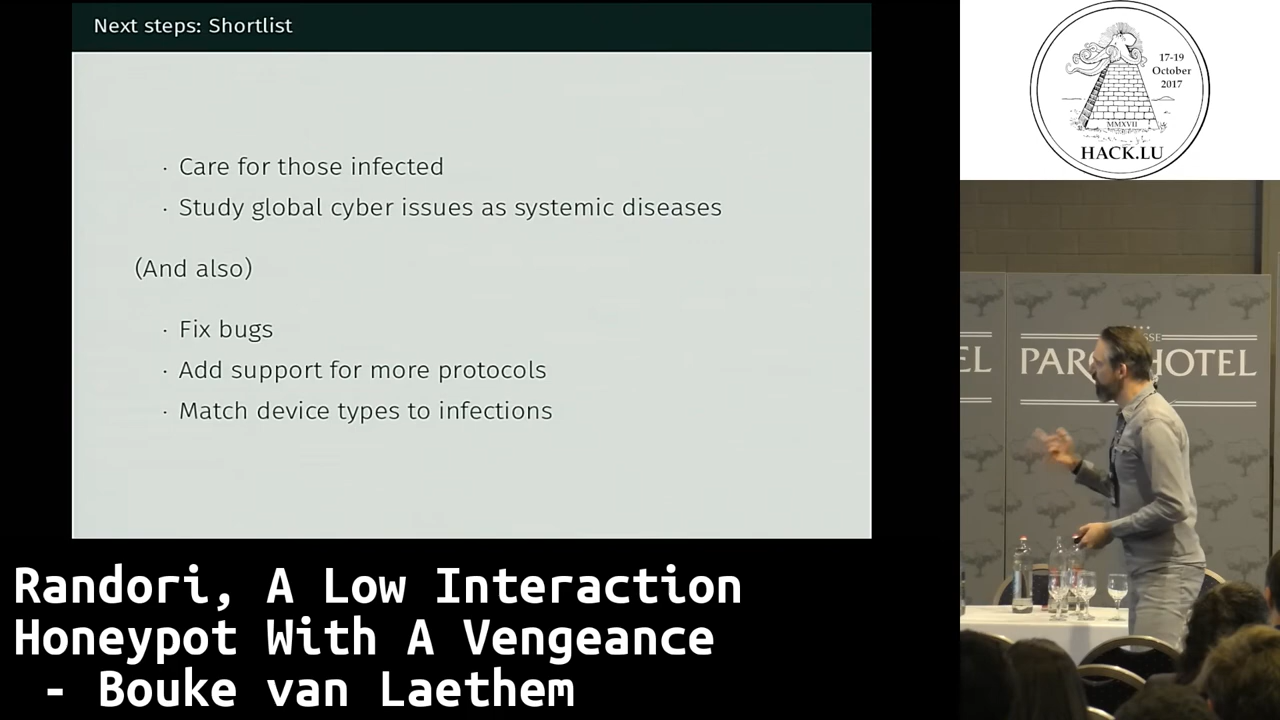 Next steps: Shortlist
· Care for those infected
· Study global cyber issues as systemic diseases
(And also)
· Fix bugs
· Add support for more protocols
· Match device types to infections
17-19
October
2017
MMXVII
HACK.LU
PARC HOTEL
Randori, A Low Interaction
Honeypot With A Vengeance
- Bouke van Laethem